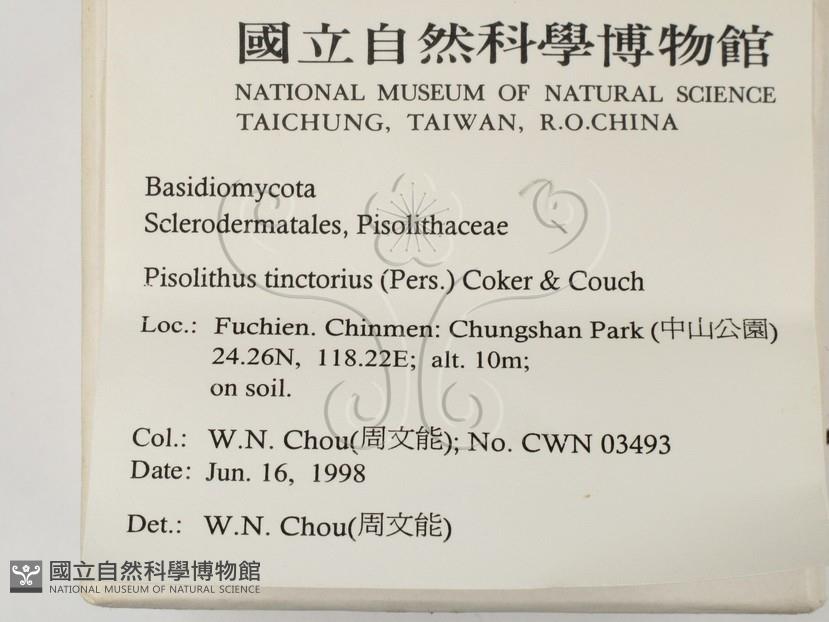 國立自然科學博物館
NATIONAL MUSEUM OF NATURAL SCIENCE
TAICHUNG, TAIWAN, R.O.CHINA
Basidiomycota
Sclerodermatales, Pisolithaceae
Pisolithus tinctorius (Pers.) Coker & Couch
Loc.: Fuchien. Chinmen: Chungshan Park (中山公園)
24.26N, 118.22E; alt. 10m;
on soil.
Col.: W.N. Chou(周文能); No. CWN 03493
Date: Jun. 16, 1998
Det.: W.N. Chou(周文能)
國立自然科學博物館
NATIONAL MUSEUM OF NATURAL SCIENCE